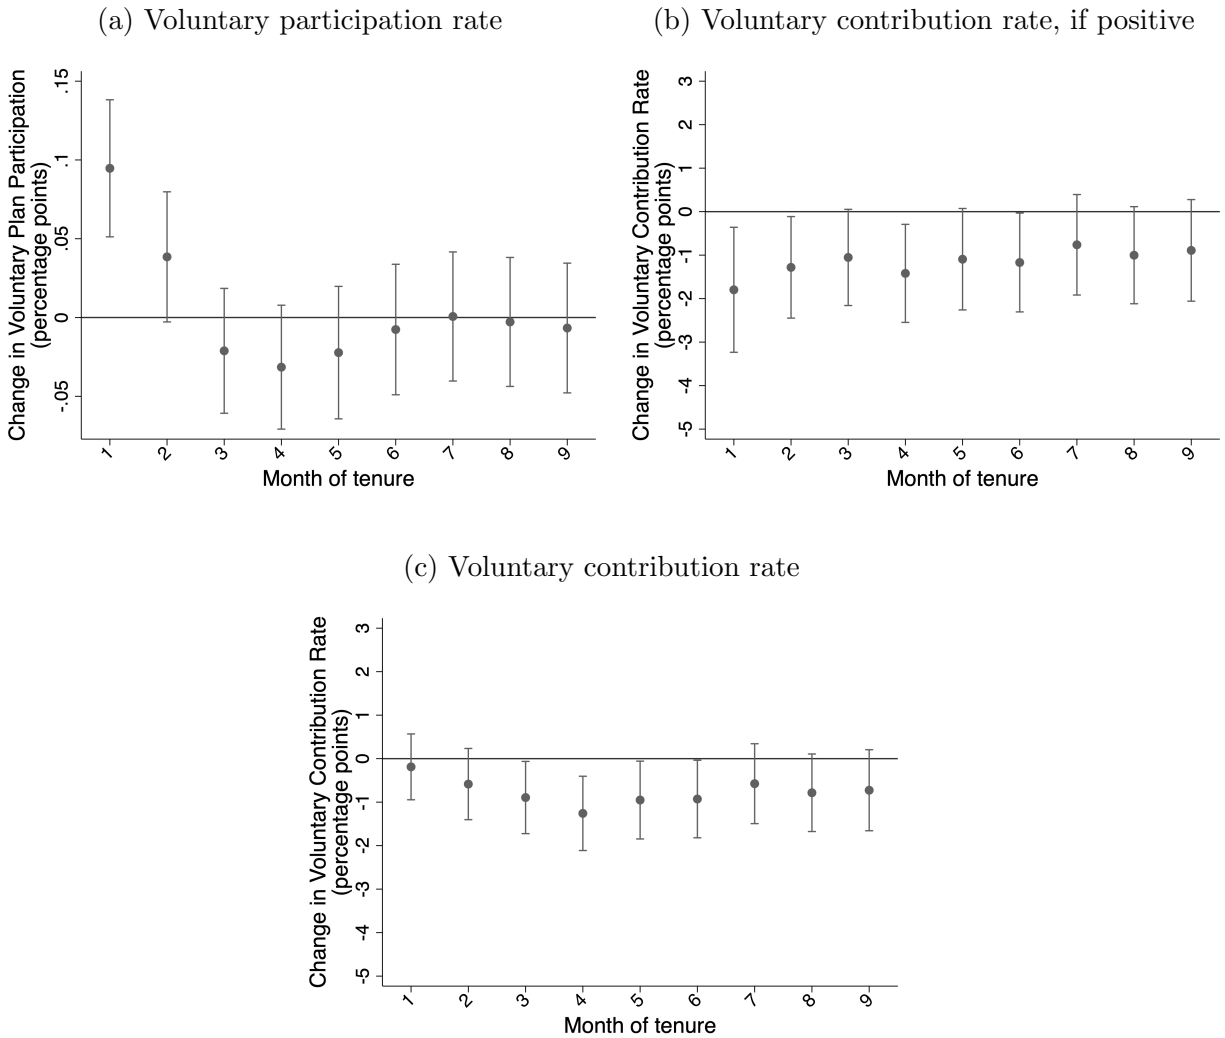 (a) Voluntary participation rate
Change in Voluntary Plan Participation
(percentage points)
.15
.1
.05
0
-.05
1 2 3 4 5 6 7 8 9
Month of tenure
(b) Voluntary contribution rate, if positive
Change in Voluntary Contribution Rate
(percentage points)
3
2
1
0
-1
-2
-3
-4
-5
1 2 3 4 5 6 7 8 9
Month of tenure
(c) Voluntary contribution rate
Change in Voluntary Contribution Rate
(percentage points)
3
2
1
0
-1
-2
-3
-4
-5
1 2 3 4 5 6 7 8 9
Month of tenure